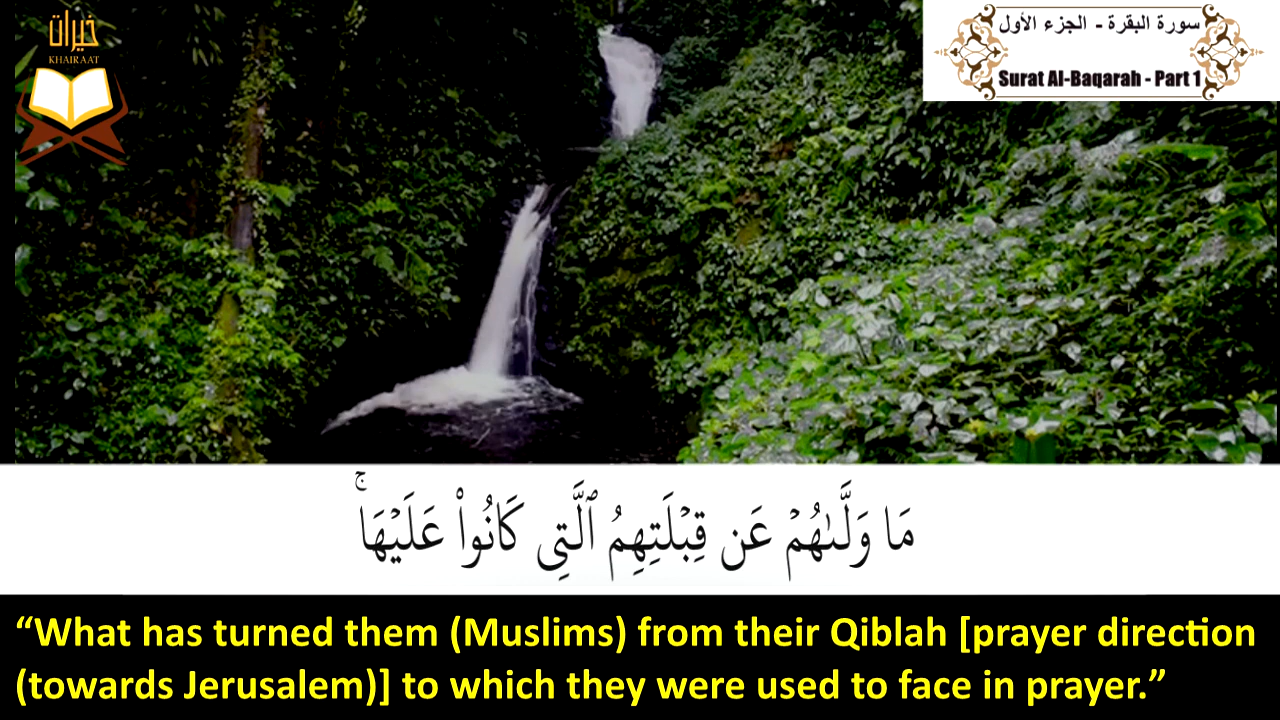 خيرات
KHAIRAAT
سورة البقرة - الجزء الأول
Surat Al-Baqarah - Part 1
مَا وَلَّىٰهُمۡ عَن قِبۡلَتِهِمُ ٱلَّتِى كَانُواْ عَلَيۡهَاۚ
“What has turned them (Muslims) from their Qiblah [prayer direction
(towards Jerusalem)] to which they were used to face in prayer.”